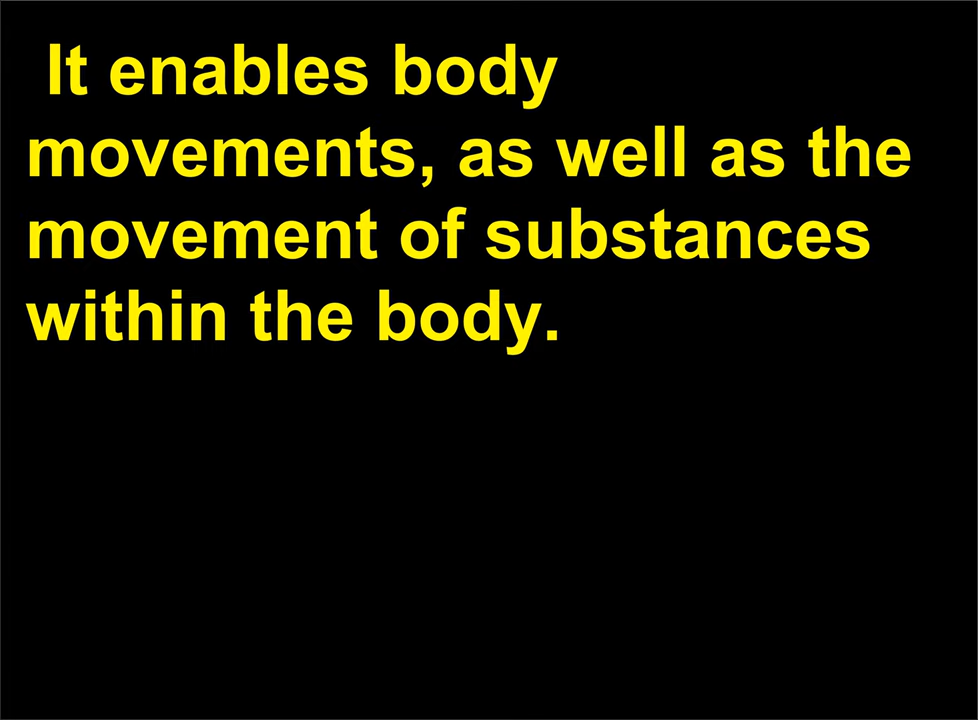 It enables body
movements, as well as the
movement of substances
within the body.